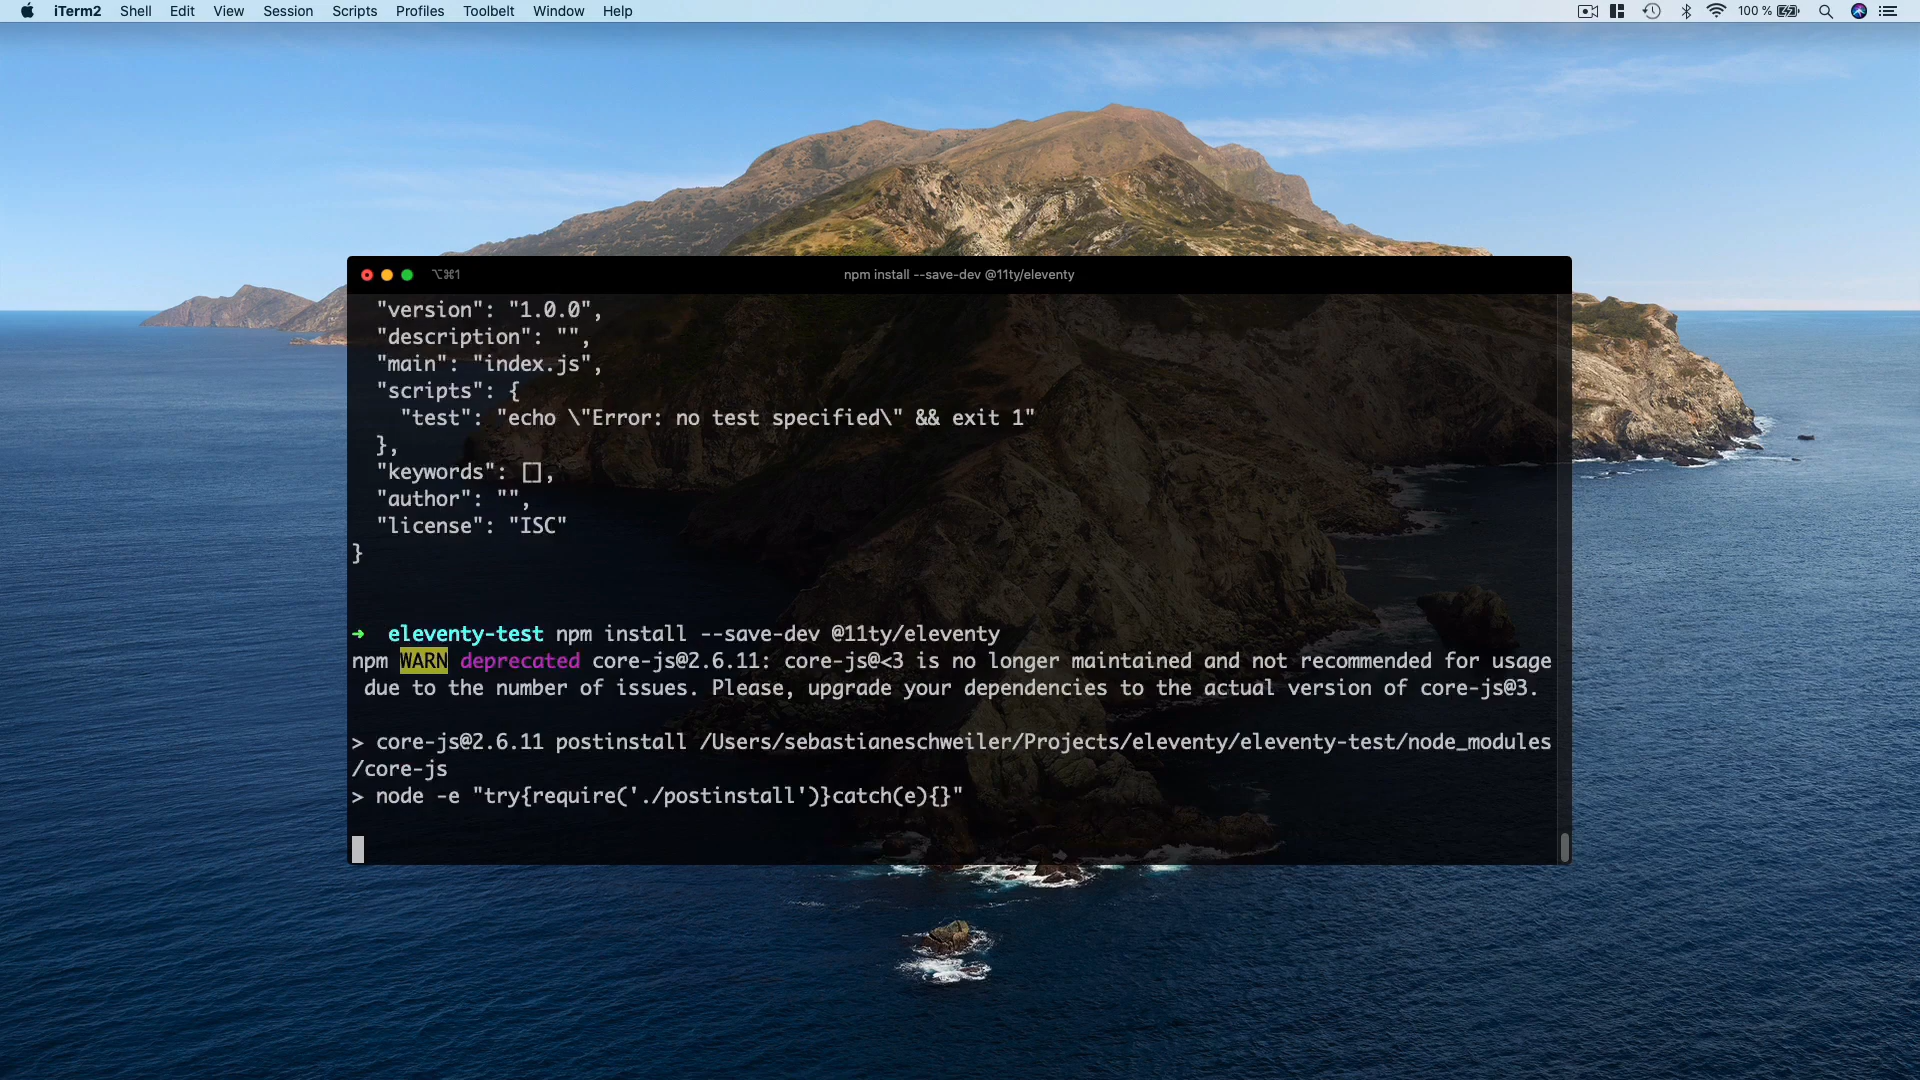 iTerm2 Shell Edit View Session Scripts Profiles Toolbelt Window Help 100 %
⌥⌘1 npm install --save-dev @11ty/eleventy
"version": "1.0.0",
"description": "",
"main": "index.js",
"scripts": {
"test": "echo \"Error: no test specified\" && exit 1"
},
"keywords": [],
"author": "",
"license": "ISC"
}
➜ eleventy-test npm install --save-dev @11ty/eleventy
npm WARN deprecated core-js@2.6.11: core-js@<3 is no longer maintained and not recommended for usage
due to the number of issues. Please, upgrade your dependencies to the actual version of core-js@3.
> core-js@2.6.11 postinstall /Users/sebastianeschweiler/Projects/eleventy/eleventy-test/node_modules
/core-js
> node -e "try{require('./postinstall')}catch(e){}"